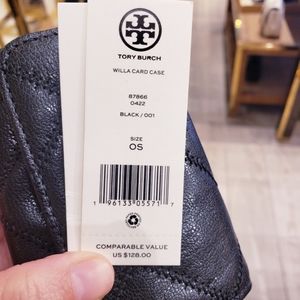 TORY BURCH
WILLA CARD CASE
87866
0422
BLACK / 001
SIZE
OS
1 96133 05571 7
COMPARABLE VALUE
US $128.00